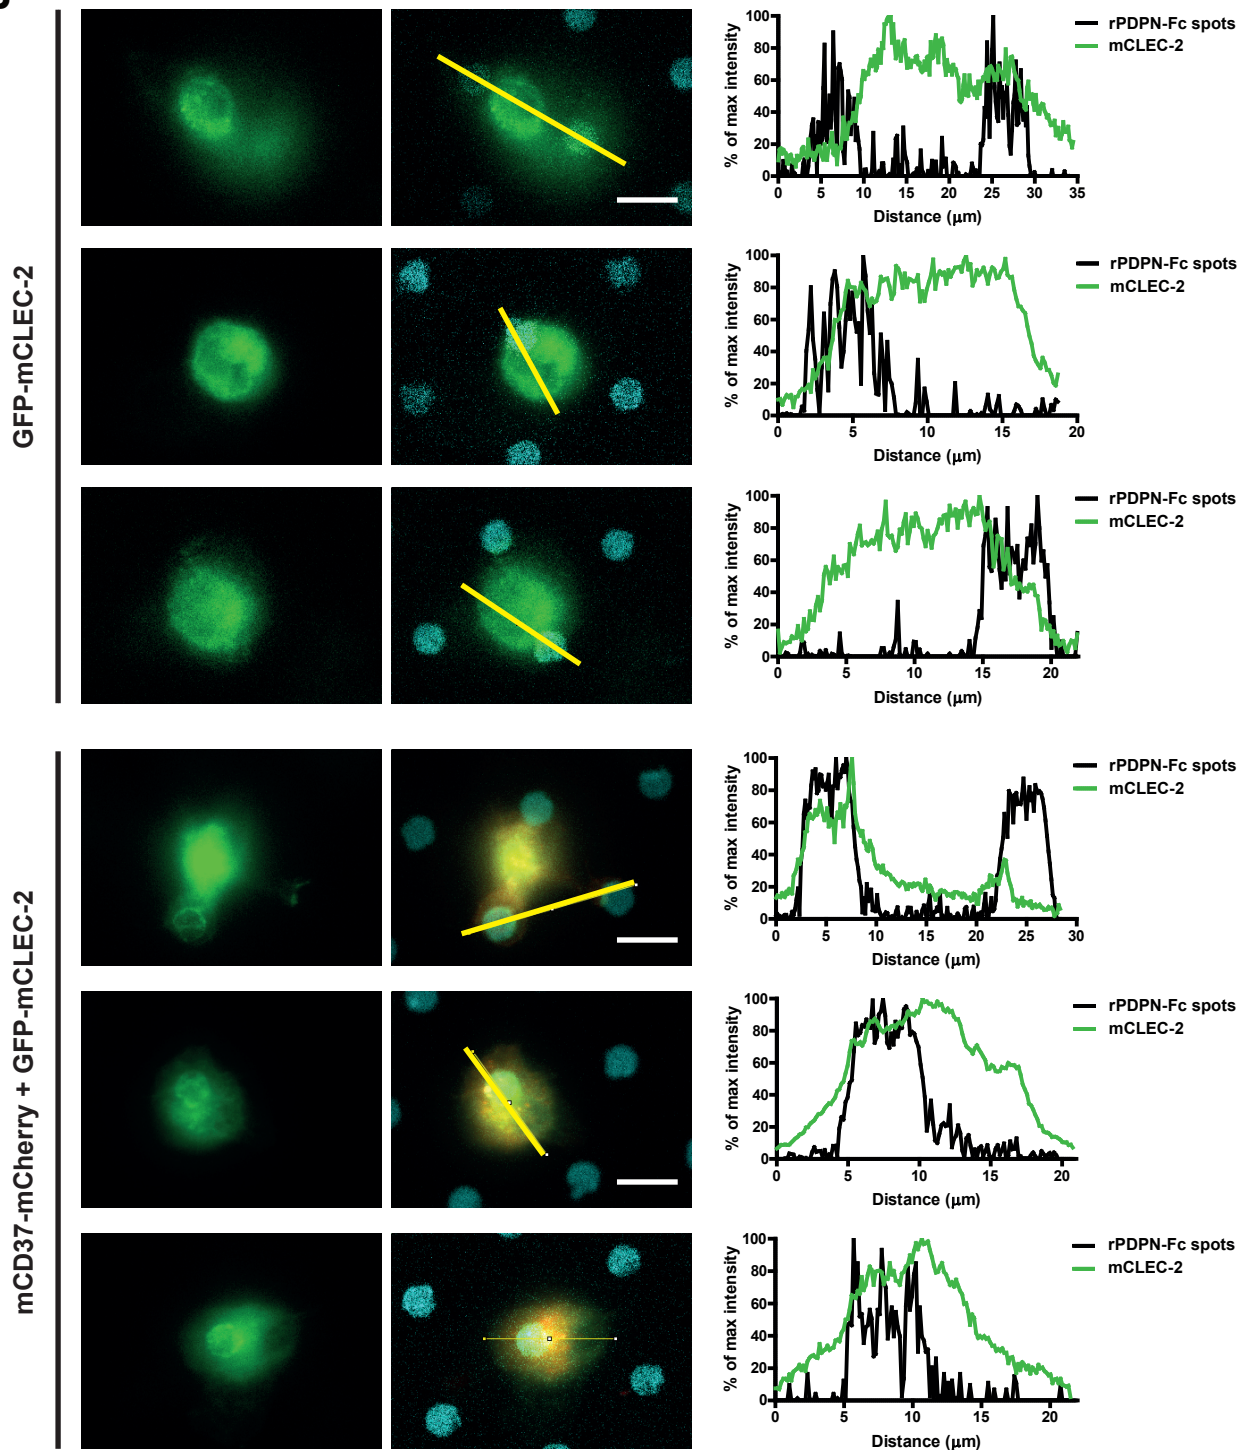 GFP-mCLEC-2
% of max intensity
100
80
60
40
20
0
0 5 10 15 20 25 30 35
Distance (μm)
rPDPN-Fc spots
mCLEC-2
% of max intensity
100
80
60
40
20
0
0 5 10 15 20
Distance (μm)
rPDPN-Fc spots
mCLEC-2
% of max intensity
100
80
60
40
20
0
0 5 10 15 20
Distance (μm)
rPDPN-Fc spots
mCLEC-2
mCD37-mCherry + GFP-mCLEC-2
% of max intensity
100
80
60
40
20
0
0 5 10 15 20 25 30
Distance (μm)
rPDPN-Fc spots
mCLEC-2
% of max intensity
100
80
60
40
20
0
0 5 10 15 20
Distance (μm)
rPDPN-Fc spots
mCLEC-2
% of max intensity
100
80
60
40
20
0
0 5 10 15 20
Distance (μm)
rPDPN-Fc spots
mCLEC-2